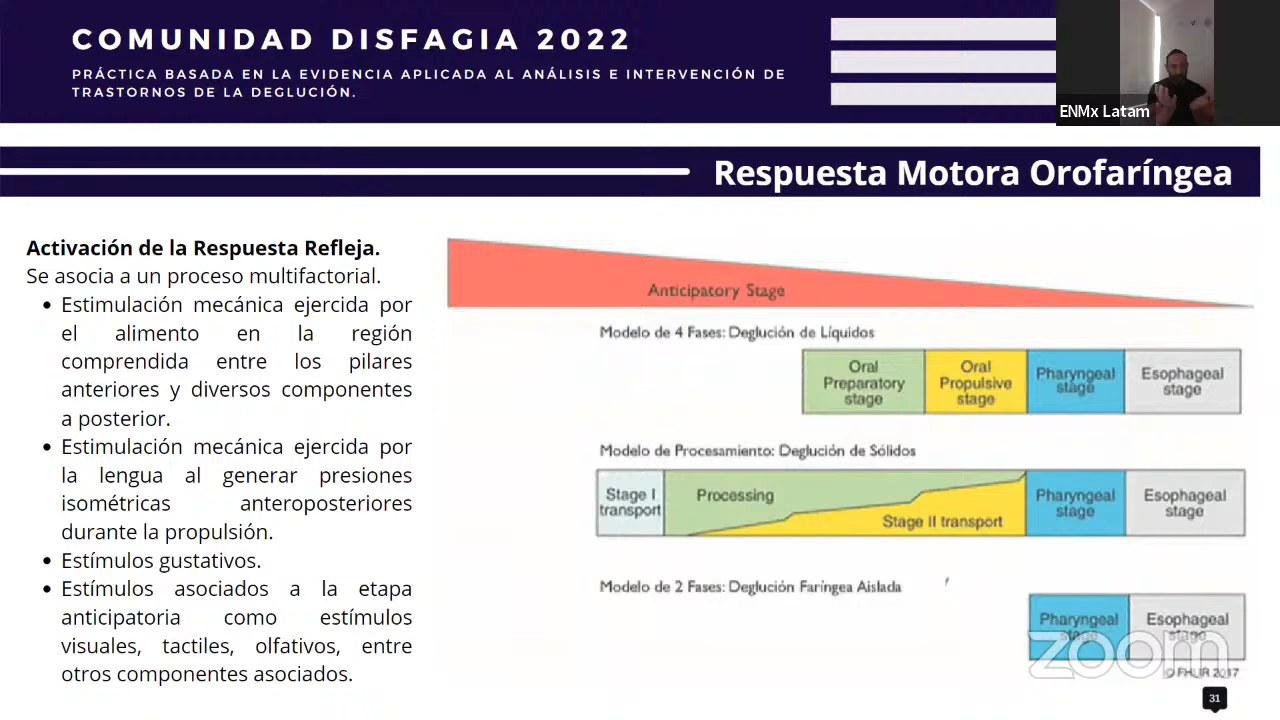 COMUNIDAD DISFAGIA 2022
PRÁCTICA BASADA EN LA EVIDENCIA APLICADA AL ANÁLISIS E INTERVENCIÓN DE
TRASTORNOS DE LA DEGLUCIÓN.
ENMx Latam
Respuesta Motora Orofaríngea
Activación de la Respuesta Refleja.
Se asocia a un proceso multifactorial.
• Estimulación mecánica ejercida por
el alimento en la región
comprendida entre los pilares
anteriores y diversos componentes
a posterior.
• Estimulación mecánica ejercida por
la lengua al generar presiones
isométricas anteroposteriores
durante la propulsión.
• Estímulos gustativos.
• Estímulos asociados a la etapa
anticipatoria como estímulos
visuales, tactiles, olfativos, entre
otros componentes asociados.
Anticipatory Stage
Modelo de 4 Fases: Deglución de Líquidos
Oral
Preparatory
stage
Oral
Propulsive
stage
Pharyngeal
stage
Esophageal
stage
Modelo de Procesamiento: Deglución de Sólidos
Stage I
transport
Processing
Stage II transport
Pharyngeal
stage
Esophageal
stage
Modelo de 2 Fases: Deglución Faríngea Aislada
Pharyngeal
stage
Esophageal
stage
zoom
© FHUR 2017
31